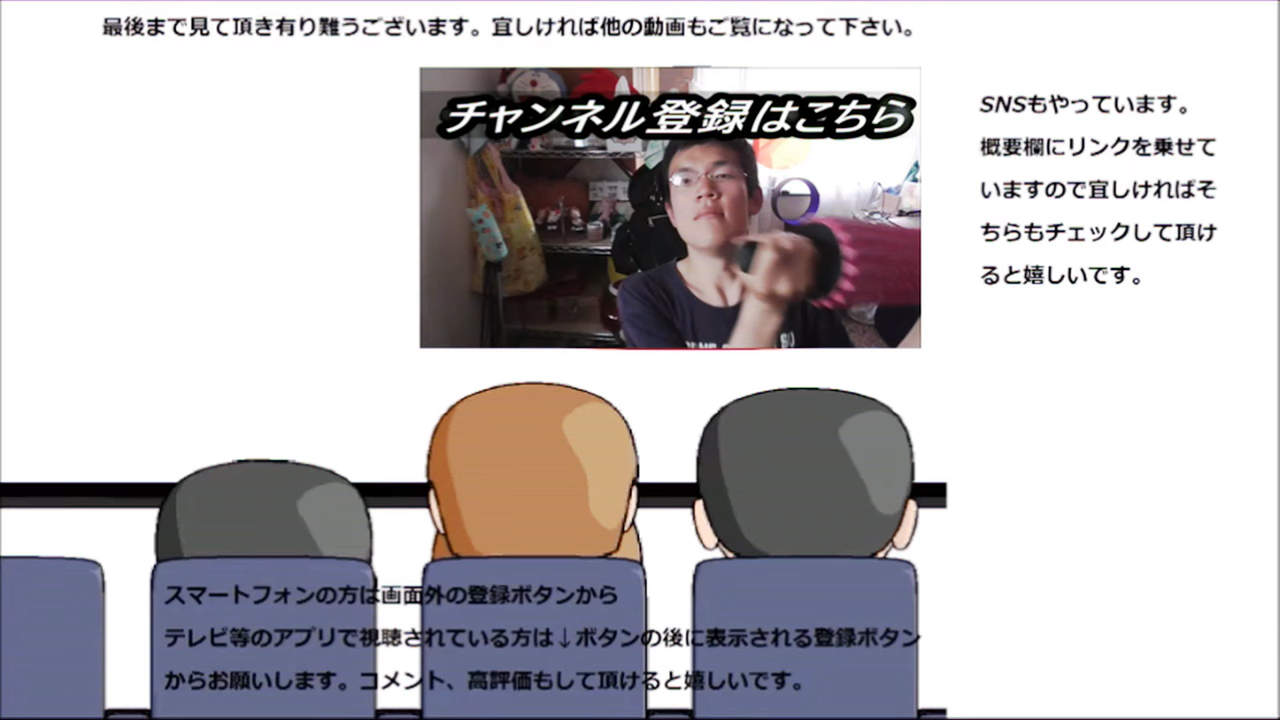 最後まで見て頂き有り難うございます。宜しければ他の動画もご覧になって下さい。
チャンネル登録はこちら
SNSもやっています。
概要欄にリンクを乗せて
いますので宜しければそ
ちらもチェックして頂け
ると嬉しいです。
スマートフォンの方は画面外の登録ボタンから
テレビ等のアプリで視聴されている方は↓ボタンの後に表示される登録ボタン
からお願いします。コメント、高評価もして頂けると嬉しいです。